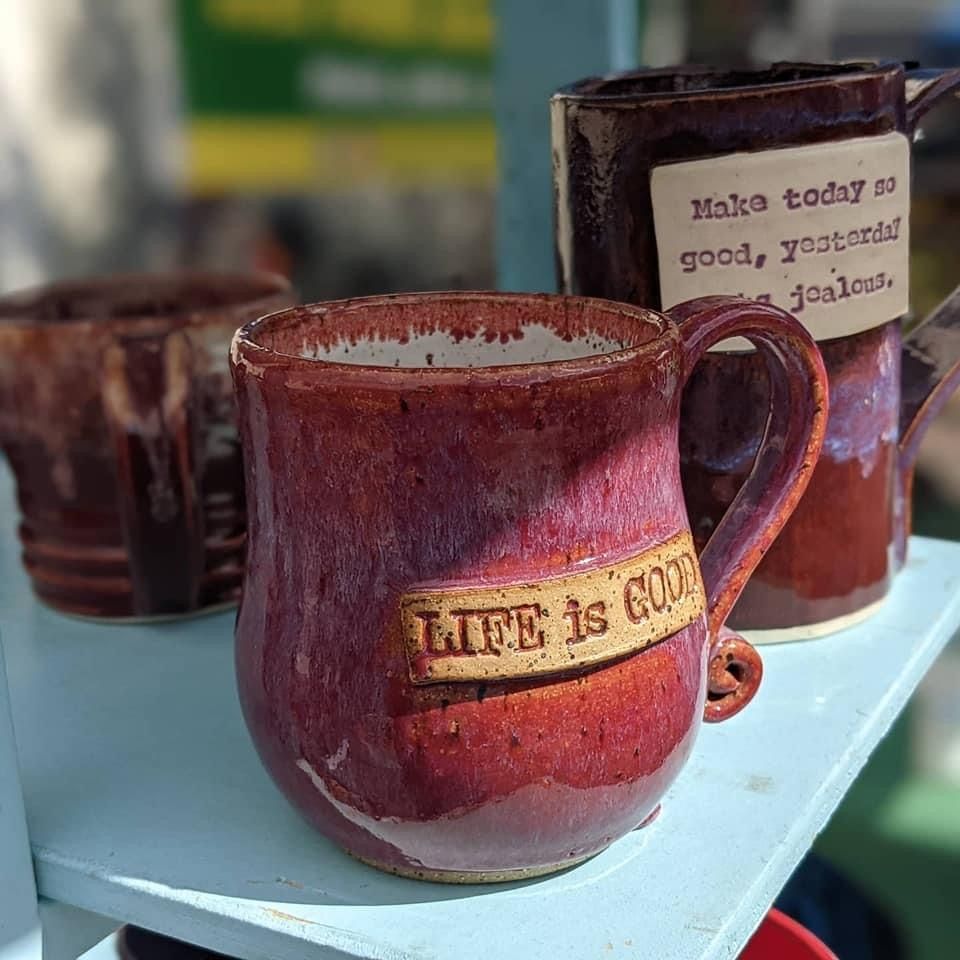 Make today so
good, yesterday
jealous.
LIFE is GOOD